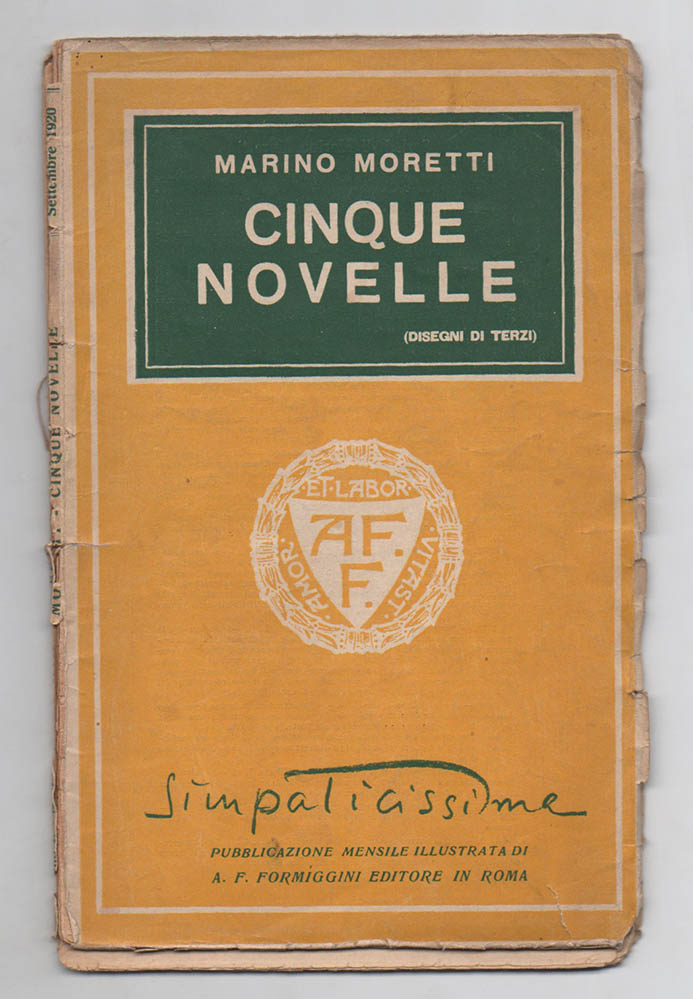 MARINO MORETTI
CINQUE
NOVELLE
(DISEGNI DI TERZI)
AMOR · ET · LABOR · VITAST ·
A.F.
F.
Simpaticissima
PUBBLICAZIONE MENSILE ILLUSTRATA DI
A. F. FORMIGGINI EDITORE IN ROMA
CINQUE NOVELLE
Settembre 1920